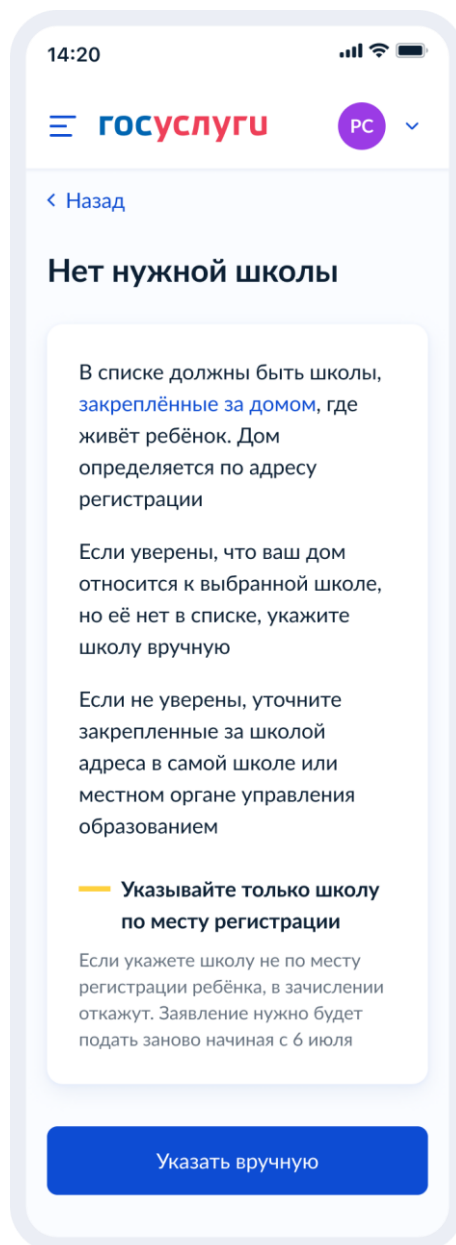 14:20
госуслуги
РС
Назад
Нет нужной школы
В списке должны быть школы,
закреплённые за домом, где
живёт ребёнок. Дом
определяется по адресу
регистрации
Если уверены, что ваш дом
относится к выбранной школе,
но её нет в списке, укажите
школу вручную
Если не уверены, уточните
закрепленные за школой
адреса в самой школе или
местном органе управления
образованием
Указывайте только школу
по месту регистрации
Если укажете школу не по месту
регистрации ребёнка, в зачислении
откажут. Заявление нужно будет
подать заново начиная с 6 июля
Указать вручную